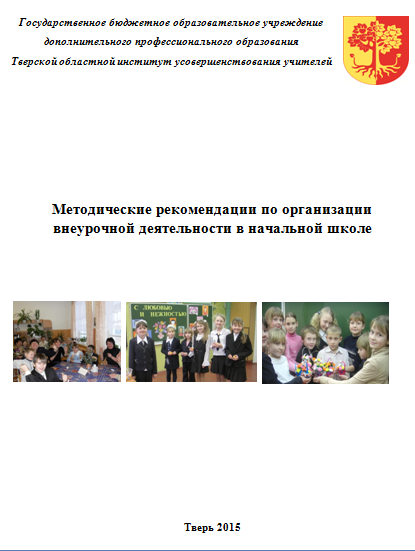 Государственное бюджетное образовательное учреждение
дополнительного профессионального образования
Тверской областной институт усовершенствования учителей
Методические рекомендации по организации
внеурочной деятельности в начальной школе
С ЛЮБОВЬЮ
И НЕЖНОСТЬЮ
Тверь 2015